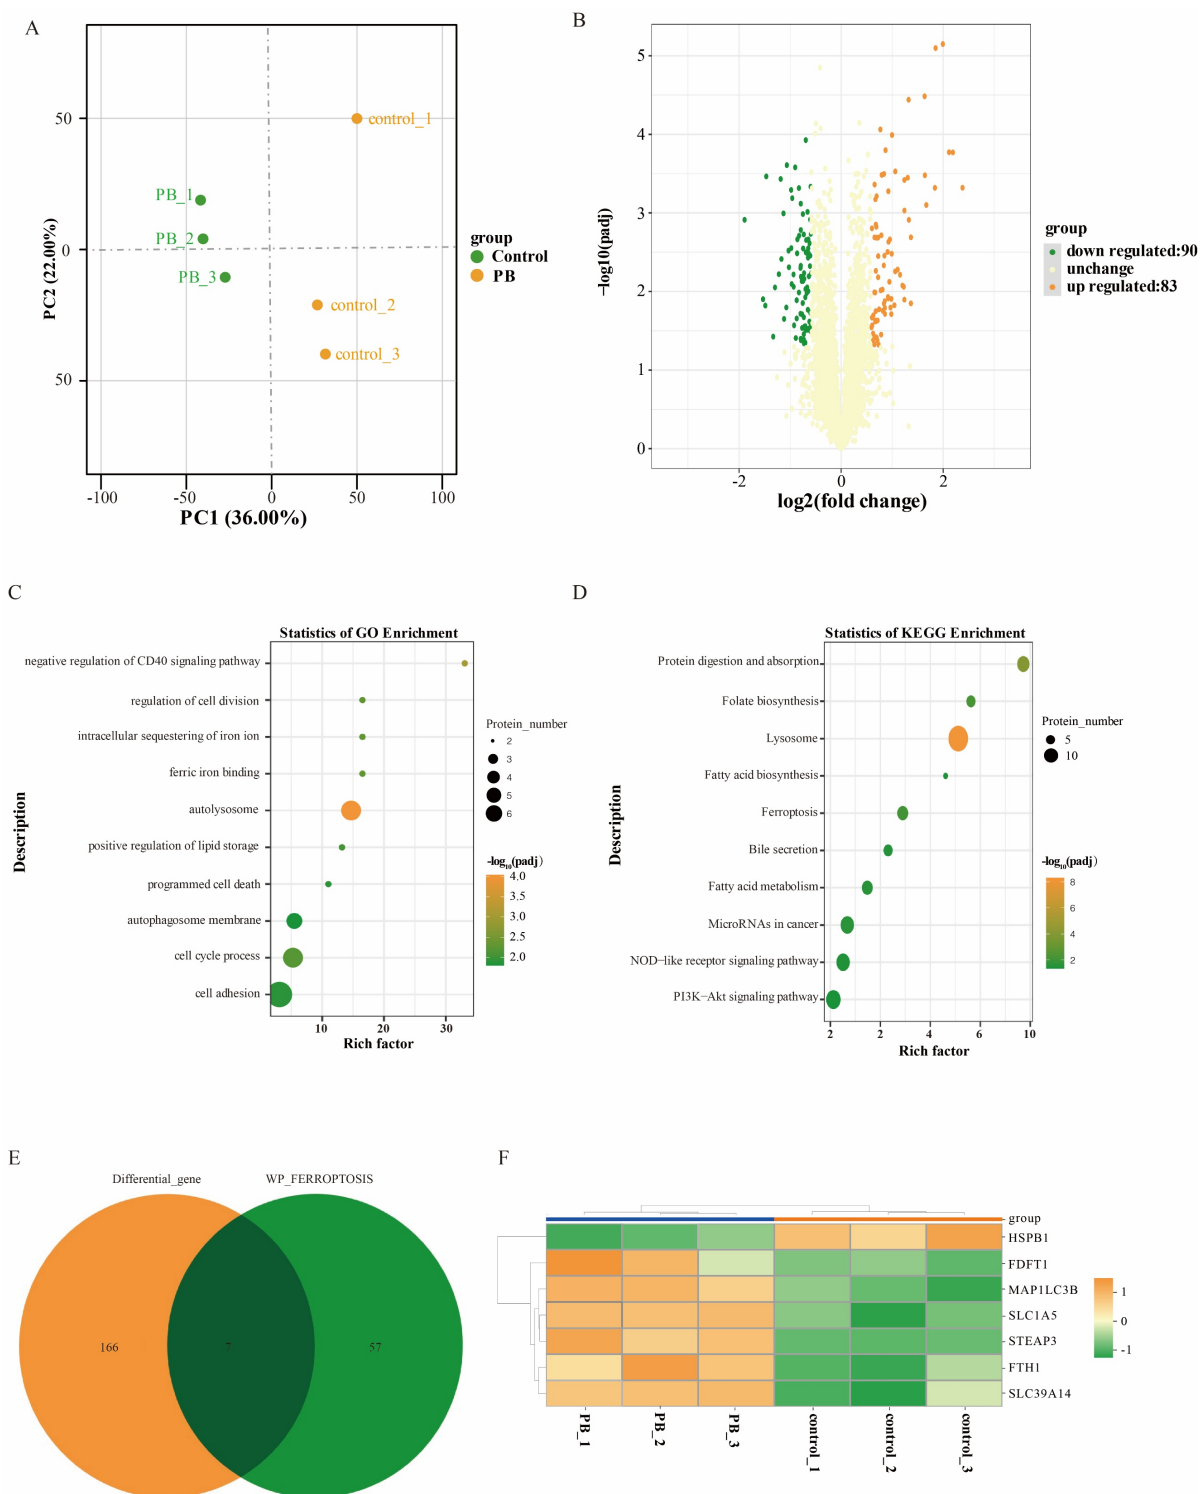 A
PC2 (22.00%)
50
0
50
-100
-50
0
50
100
PC1 (36.00%)
control_1
PB_1
PB_2
PB_3
control_2
control_3
group
Control
PB
B
-log10(padj)
5
4
3
2
1
0
-2
0
2
log2(fold change)
group
down regulated:90
unchange
up regulated:83
C
Statistics of GO Enrichment
Description
negative regulation of CD40 signaling pathway
regulation of cell division
intracellular sequestering of iron ion
ferric iron binding
autolysosome
positive regulation of lipid storage
programmed cell death
autophagosome membrane
cell cycle process
cell adhesion
10
20
30
Rich factor
Protein_number
2
3
4
5
6
-log10(padj)
4.0
3.5
3.0
2.5
2.0
D
Statistics of KEGG Enrichment
Description
Protein digestion and absorption
Folate biosynthesis
Lysosome
Fatty acid biosynthesis
Ferroptosis
Bile secretion
Fatty acid metabolism
MicroRNAs in cancer
NOD-like receptor signaling pathway
PI3K-Akt signaling pathway
2
2
4
6
10
Rich factor
Protein_number
5
10
-log10(padj)
8
6
4
2
E
Differential_gene
WP_FERROPTOSIS
166
7
57
F
group
HSPB1
FDFT1
MAP1LC3B
SLC1A5
STEAP3
FTH1
SLC39A14
PB_1
PB_2
PB_3
control_1
control_2
control_3
1
0
-1